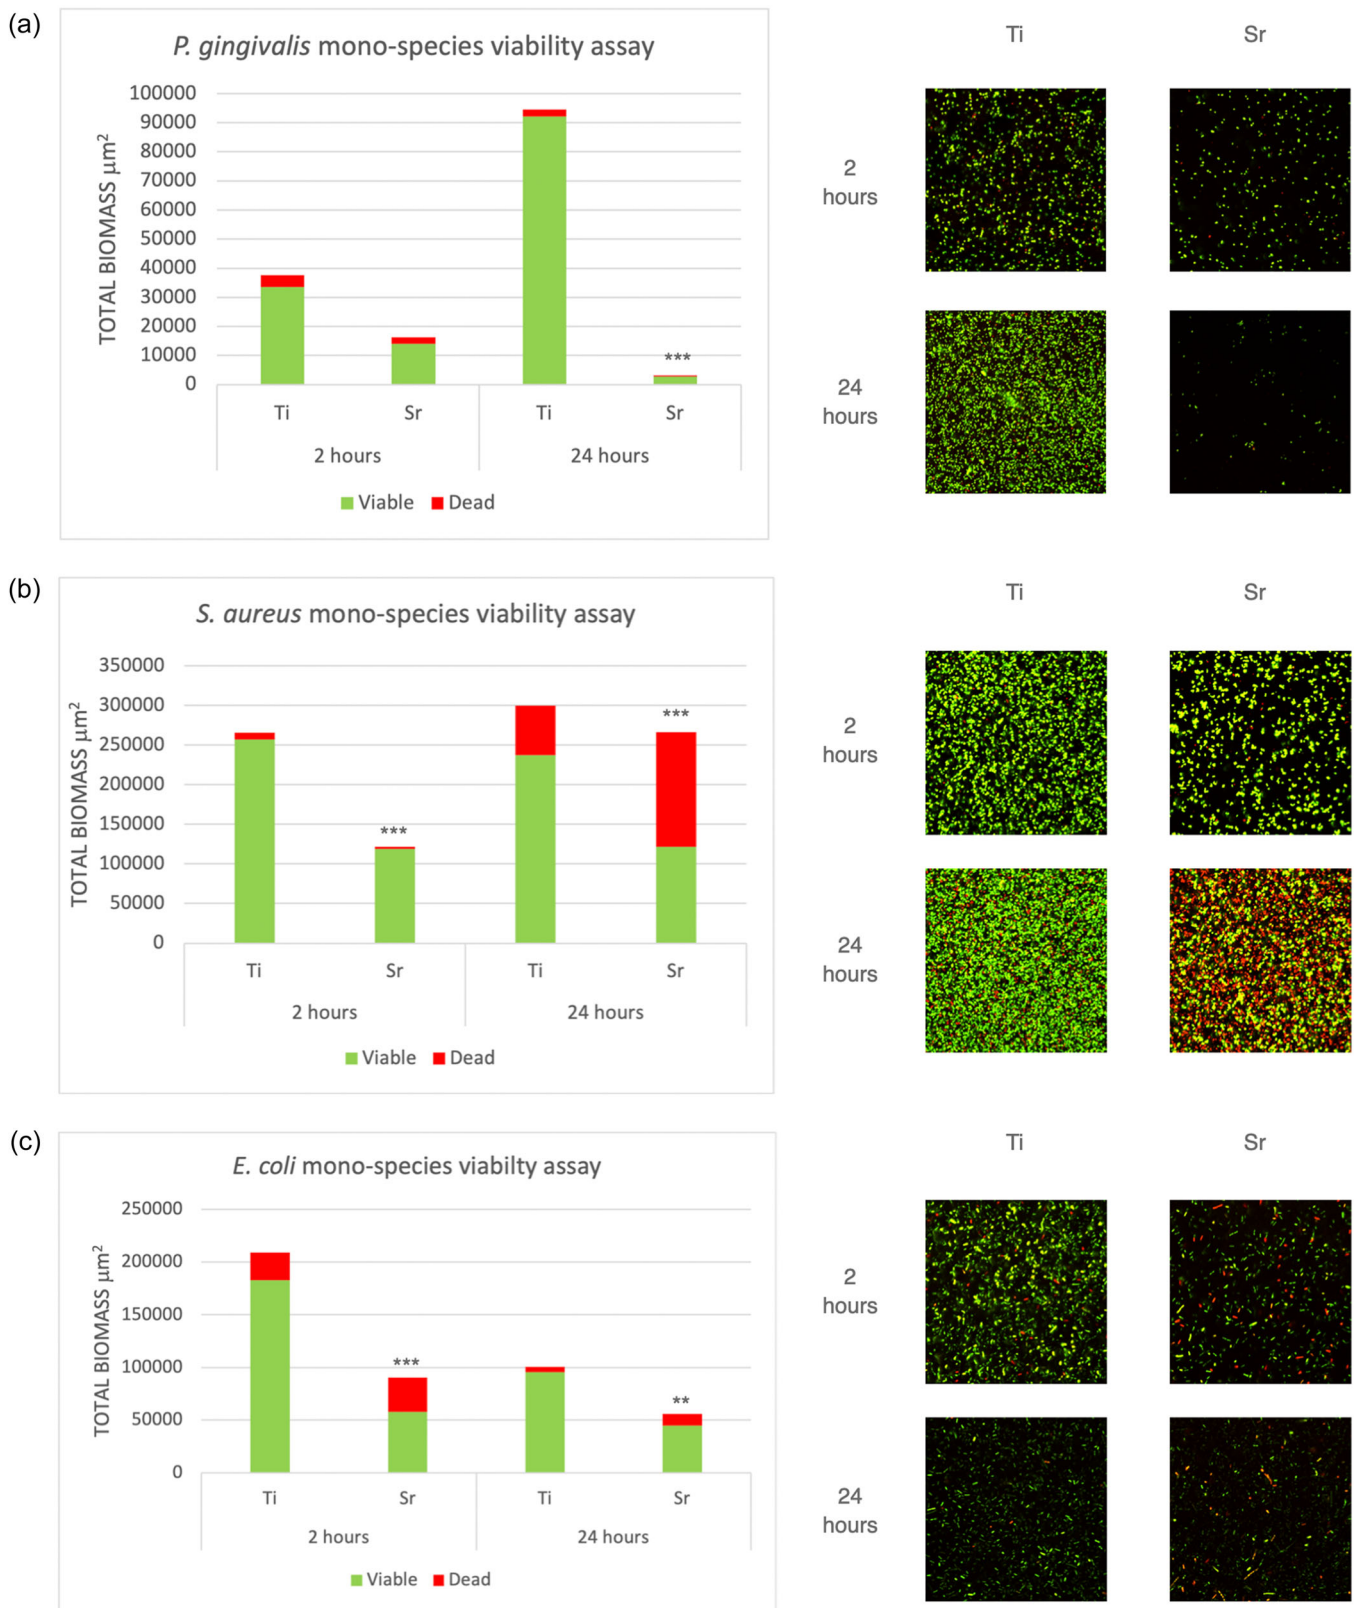 (a)
P. gingivalis mono-species viability assay
TOTAL BIOMASS μm²
100000
90000
80000
70000
60000
50000
40000
30000
20000
10000
0
***
Ti Sr Ti Sr
2 hours 24 hours
Viable Dead
Ti Sr
2
hours
24
hours
(b)
S. aureus mono-species viability assay
TOTAL BIOMASS μm²
350000
300000
250000
200000
150000
100000
50000
0
*** ***
Ti Sr Ti Sr
2 hours 24 hours
Viable Dead
Ti Sr
2
hours
24
hours
(c)
E. coli mono-species viabilty assay
TOTAL BIOMASS μm²
250000
200000
150000
100000
50000
0
*** **
Ti Sr Ti Sr
2 hours 24 hours
Viable Dead
Ti Sr
2
hours
24
hours